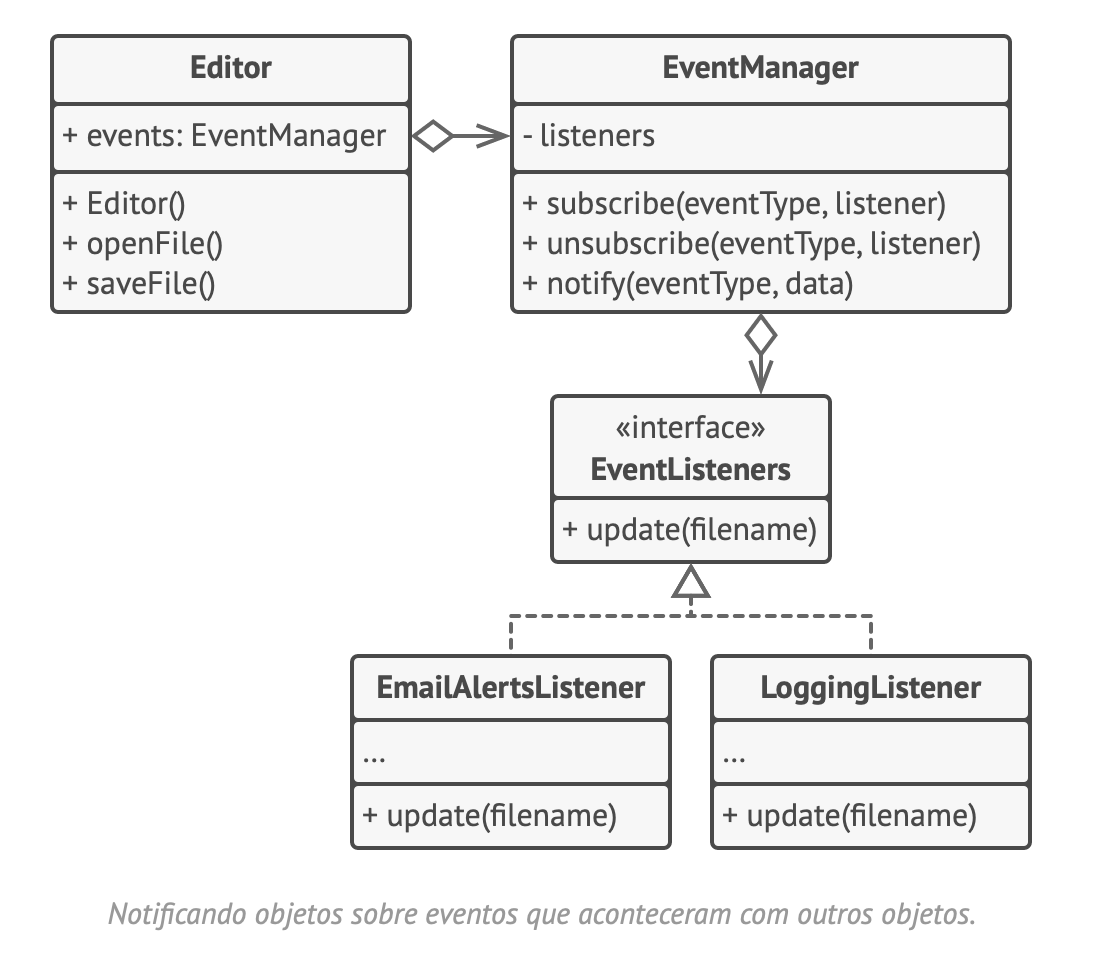 Editor
+ events: EventManager
+ Editor()
+ openFile()
+ saveFile()
EventManager
- listeners
+ subscribe(eventType, listener)
+ unsubscribe(eventType, listener)
+ notify(eventType, data)
«interface»
EventListeners
+ update(filename)
EmailAlertsListener
...
+ update(filename)
LoggingListener
...
+ update(filename)
Notificando objetos sobre eventos que aconteceram com outros objetos.